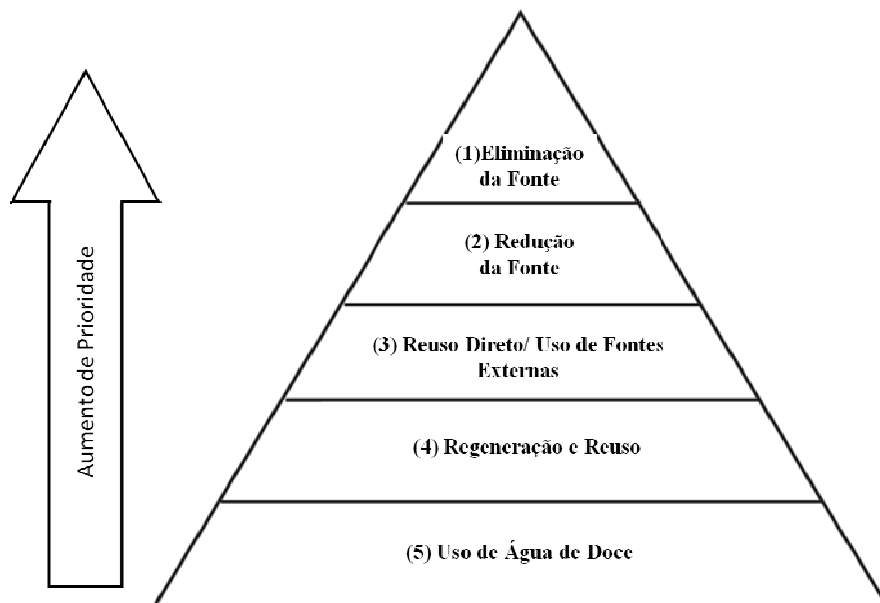 Aumento de Prioridade
(1)Eliminação
da Fonte
(2) Redução
da Fonte
(3) Reuso Direto/ Uso de Fontes
Externas
(4) Regeneração e Reuso
(5) Uso de Água de Doce